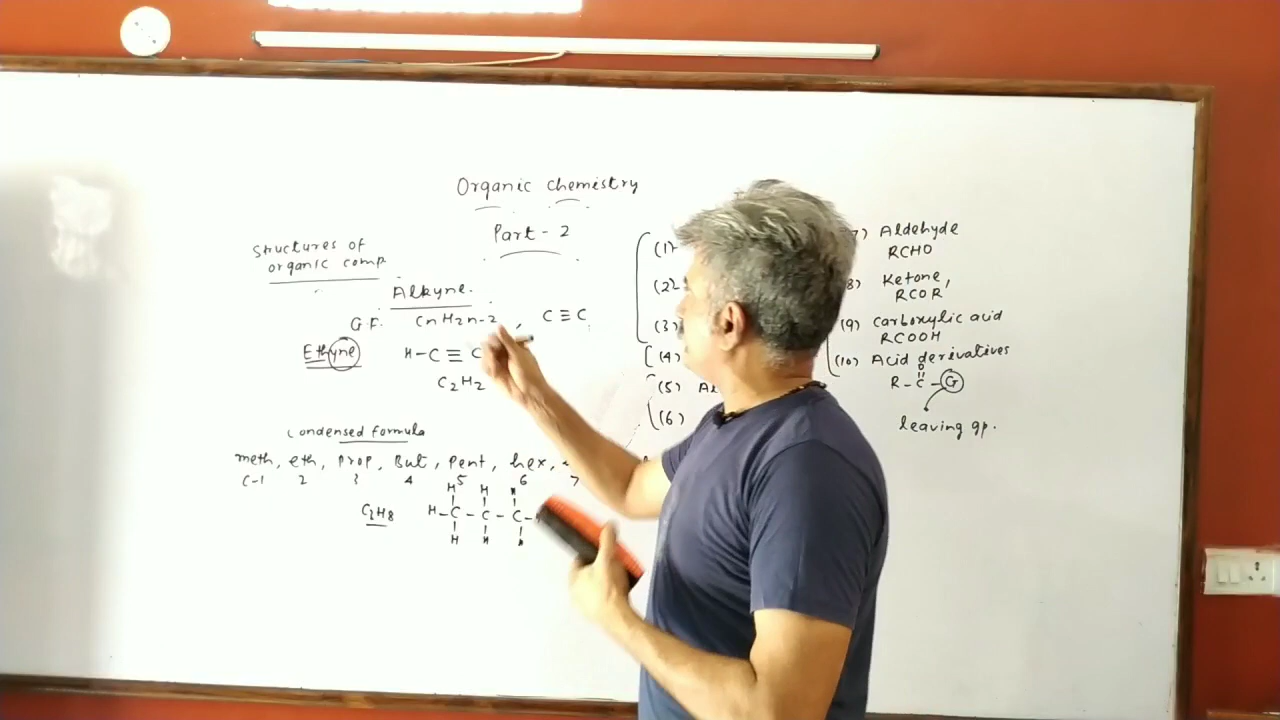 Organic chemistry
Part - 2
Structures of
organic comp.
Alkyne.
G.F. CnH2n-2, C≡C
Ethyne H-C≡C
C2H2
Condensed formula
meth, eth, Prop, But, Pent, hex,
C-1 2 3 4 5 6 7
H H H
C3H8 H-C-C-C-
H H H
(1)
(2)
(3)
(4)
(5)
(6)
7) Aldehyde
RCHO
8) Ketone,
RCOR
(9) Carboxylic acid
RCOOH
(10) Acid derivatives
O
R-C-G
leaving gp.